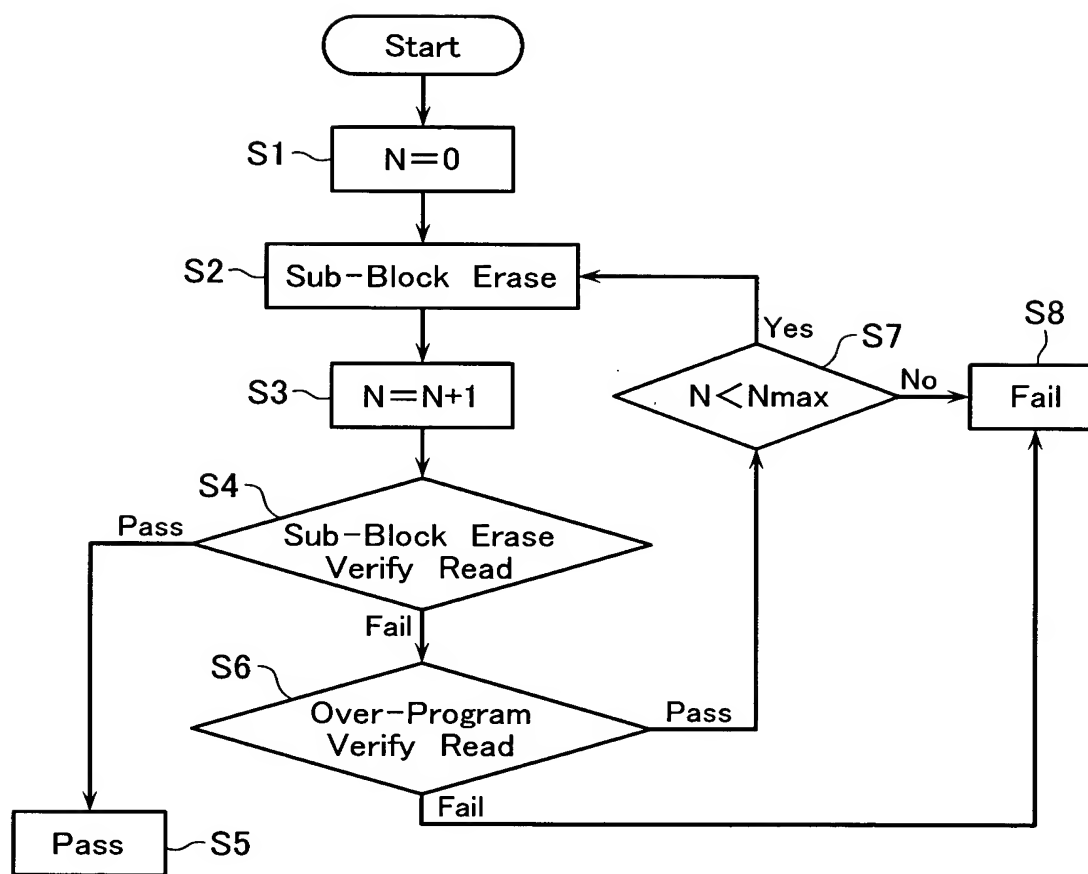 Start
S1
N=0
S2
Sub-Block Erase
S3
N=N+1
S4
Sub-Block Erase
Verify Read
Pass
Fail
S5
Pass
S6
Over-Program
Verify Read
Pass
Fail
S7
N<Nmax
Yes
No
S8
Fail